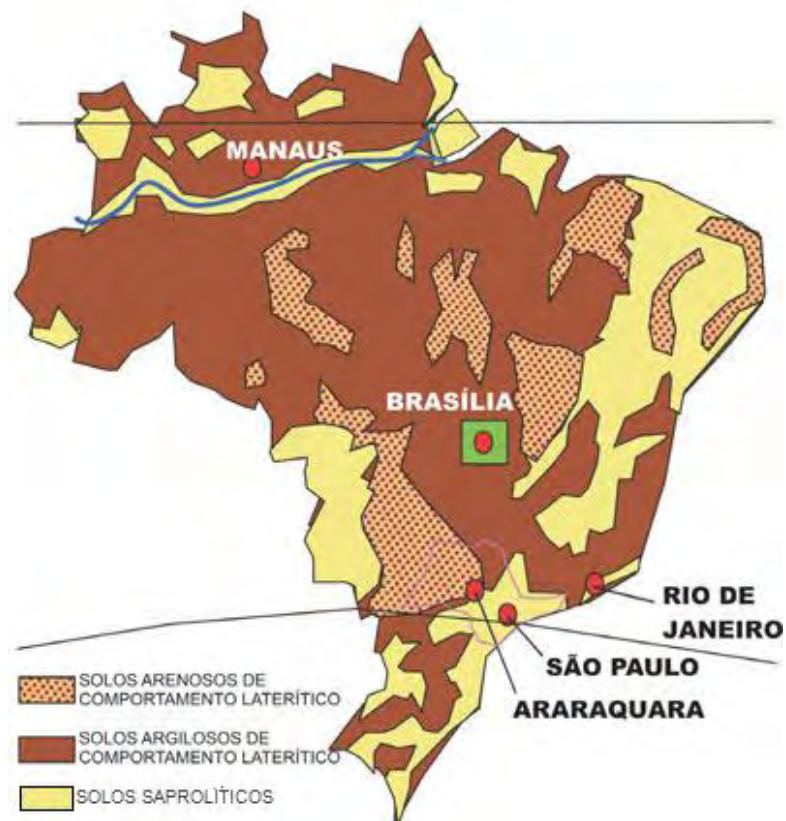 MANAUS
BRASÍLIA
RIO DE
JANEIRO
SÃO PAULO
ARARAQUARA
SOLOS ARENOSOS DE
COMPORTAMENTO LATERÍTICO
SOLOS ARGILOSOS DE
COMPORTAMENTO LATERÍTICO
SOLOS SAPROLÍTICOS